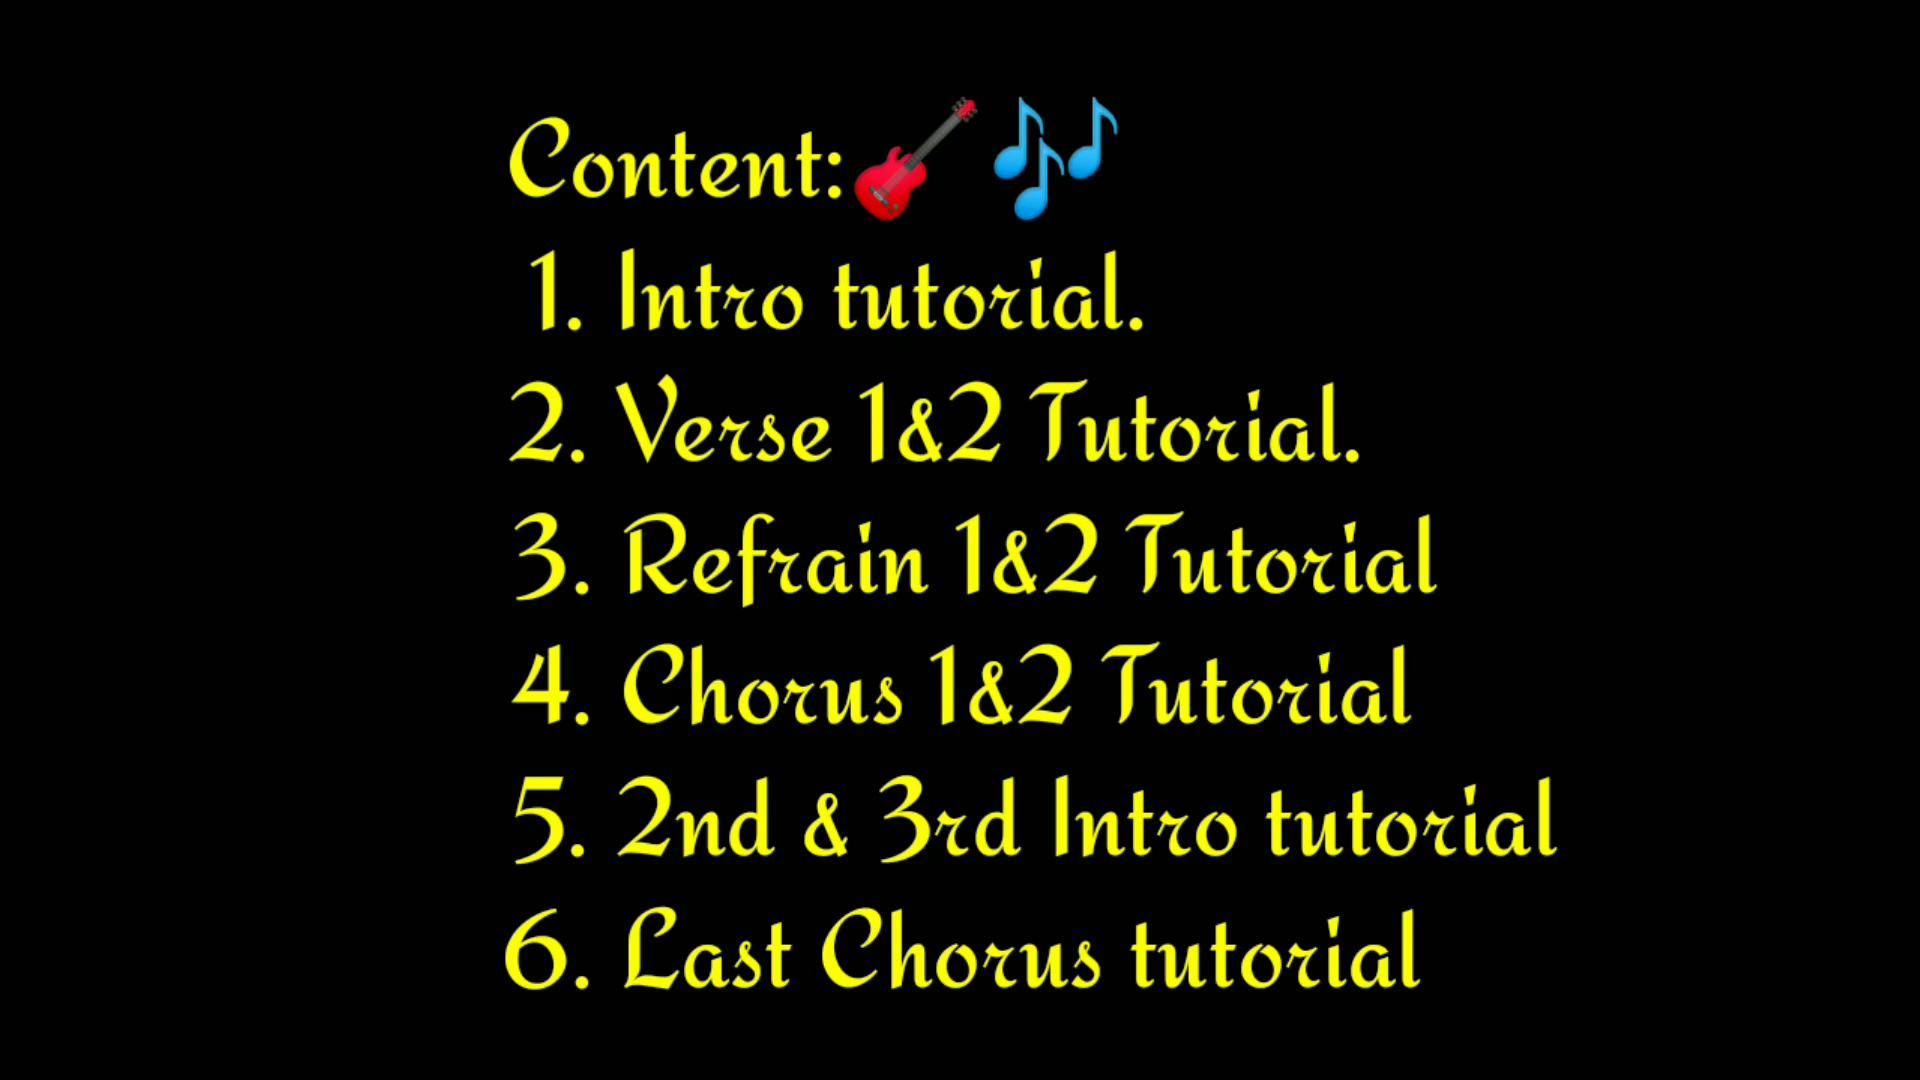 Content:🎸🎶
1. Intro tutorial.
2. Verse 1&2 Tutorial.
3. Refrain 1&2 Tutorial
4. Chorus 1&2 Tutorial
5. 2nd & 3rd Intro tutorial
6. Last Chorus tutorial